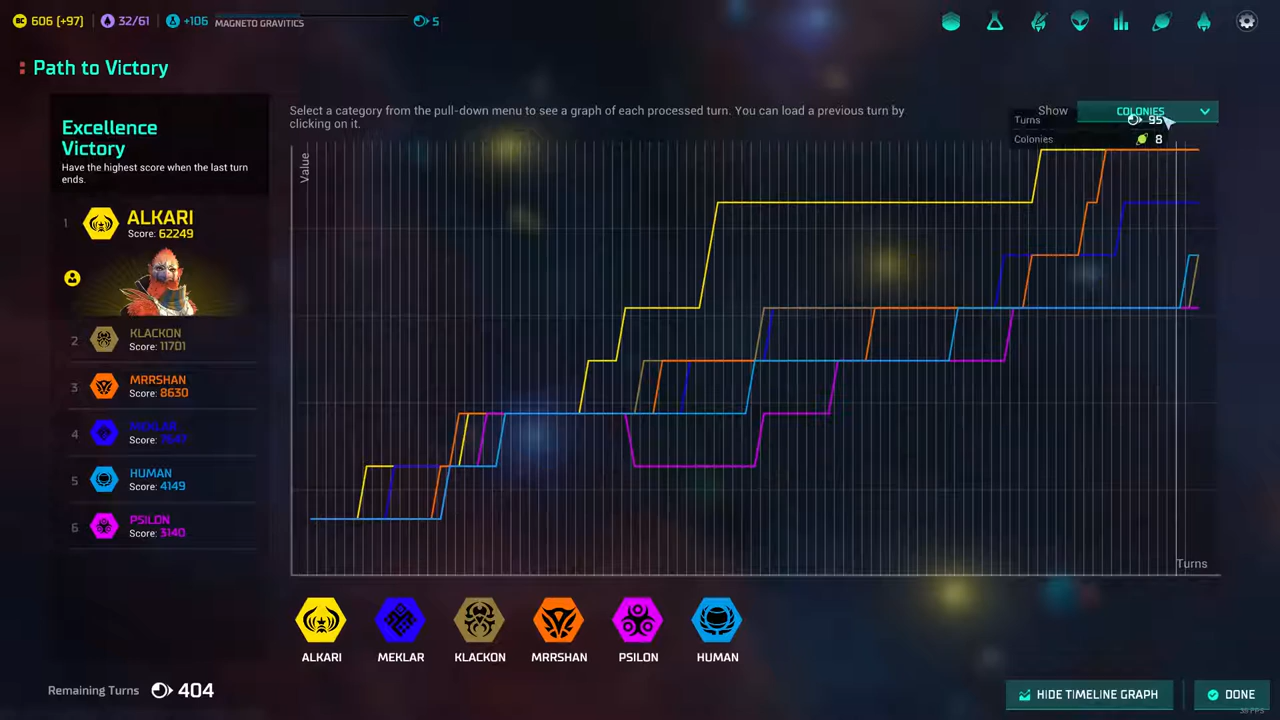 606 [+97]
32/61
+106
MAGNETO GRAVITICS
5
Path to Victory
Excellence
Victory
Have the highest score when the last turn
ends.
1
ALKARI
Score: 62249
2
KLACKON
Score: 11701
3
MRRSHAN
Score: 8630
4
MEKLAR
Score: 7647
5
HUMAN
Score: 4149
6
PSILON
Score: 3140
Select a category from the pull-down menu to see a graph of each processed turn. You can load a previous turn by
clicking on it.
Show
COLONIES
Turns
95
Colonies
8
Value
Turns
ALKARI
MEKLAR
KLACKON
MRRSHAN
PSILON
HUMAN
Remaining Turns
404
HIDE TIMELINE GRAPH
DONE